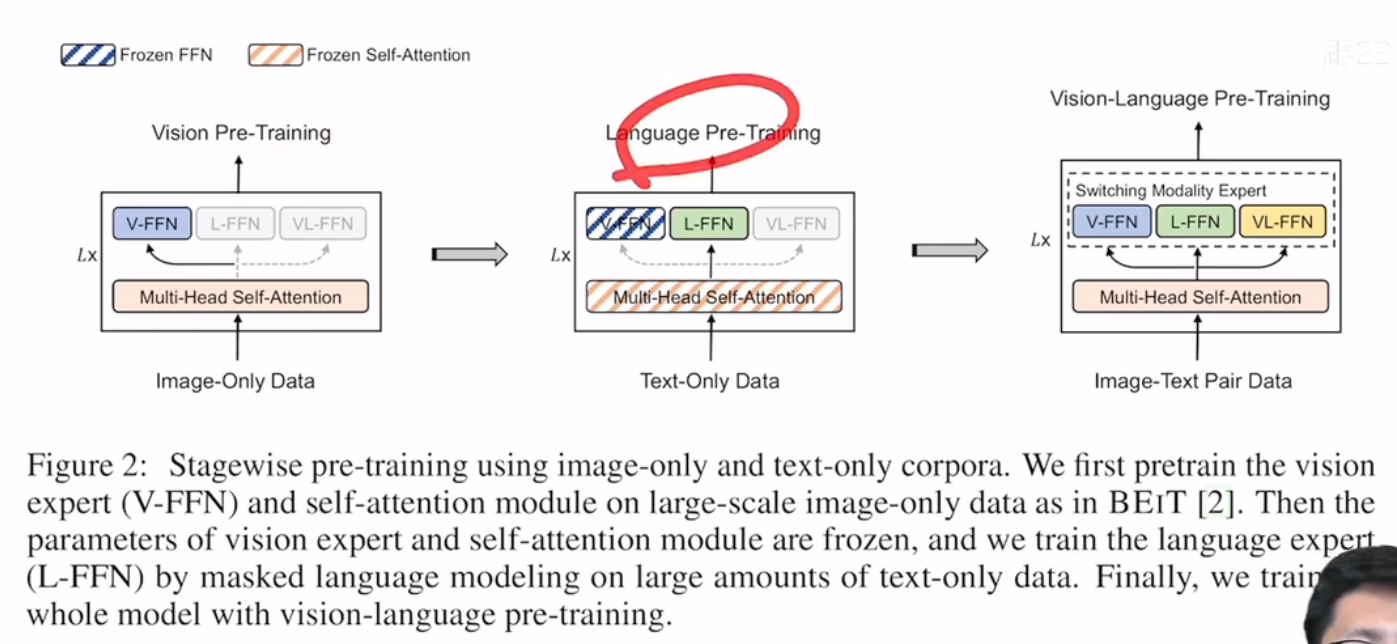 Frozen FFN
Frozen Self-Attention
Vision Pre-Training
V-FFN
L-FFN
VL-FFN
Lx
Multi-Head Self-Attention
Image-Only Data
Language Pre-Training
V-FFN
L-FFN
VL-FFN
Lx
Multi-Head Self-Attention
Text-Only Data
Vision-Language Pre-Training
Switching Modality Expert
V-FFN
L-FFN
VL-FFN
Lx
Multi-Head Self-Attention
Image-Text Pair Data
Figure 2: Stagewise pre-training using image-only and text-only corpora. We first pretrain the vision
expert (V-FFN) and self-attention module on large-scale image-only data as in BEIT [2]. Then the
parameters of vision expert and self-attention module are frozen, and we train the language expert
(L-FFN) by masked language modeling on large amounts of text-only data. Finally, we train
whole model with vision-language pre-training.